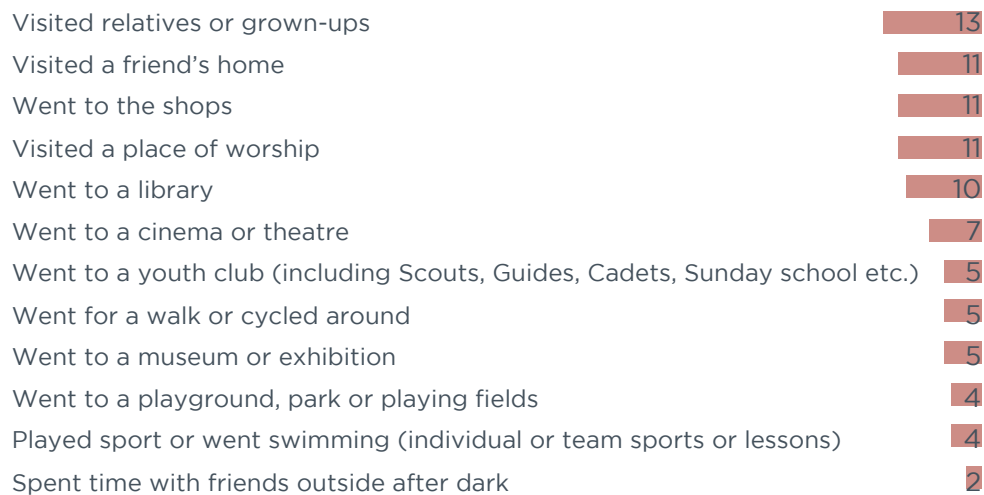 Visited relatives or grown-ups 13
Visited a friend’s home 11
Went to the shops 11
Visited a place of worship 11
Went to a library 10
Went to a cinema or theatre 7
Went to a youth club (including Scouts, Guides, Cadets, Sunday school etc.) 5
Went for a walk or cycled around 5
Went to a museum or exhibition 5
Went to a playground, park or playing fields 4
Played sport or went swimming (individual or team sports or lessons) 4
Spent time with friends outside after dark 2